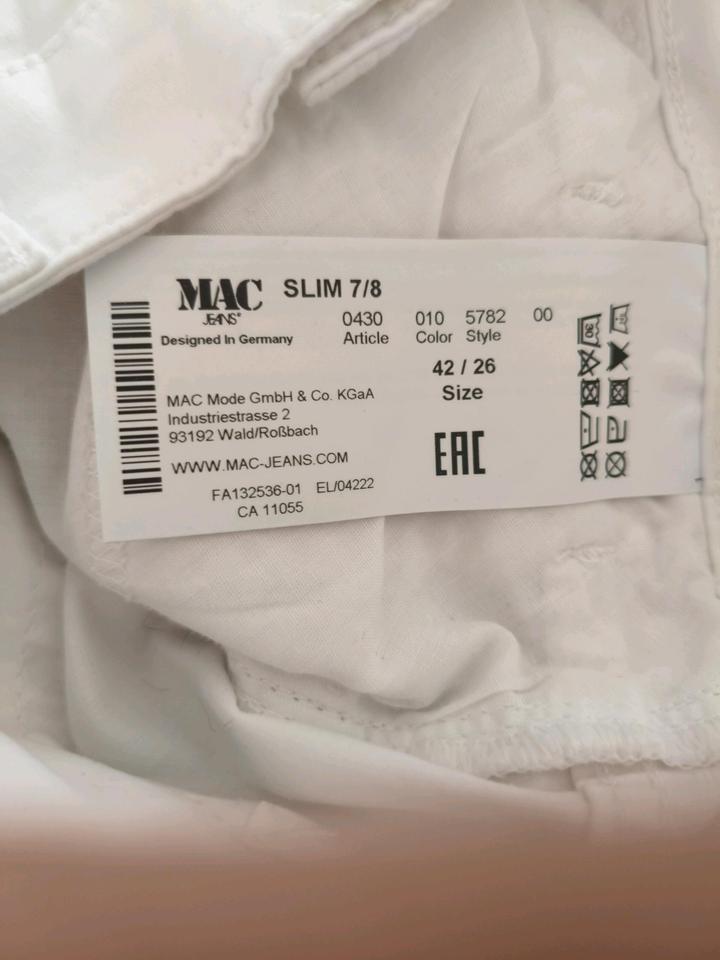 MAC
JEANS®
SLIM 7/8
Designed In Germany
0430 010 5782 00
Article Color Style
42 / 26
Size
MAC Mode GmbH & Co. KGaA
Industriestrasse 2
93192 Wald/Roßbach
WWW.MAC-JEANS.COM
EAC
FA132536-01 EL/04222
CA 11055
30